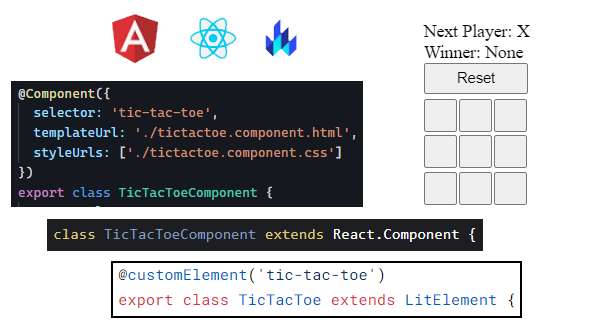 A
Next Player: X
Winner: None
Reset
@Component({
selector: 'tic-tac-toe',
templateUrl: './tictactoe.component.html',
styleUrls: ['./tictactoe.component.css']
})
export class TicTacToeComponent {
class TicTacToeComponent extends React.Component {
@customElement('tic-tac-toe')
export class TicTacToe extends LitElement {